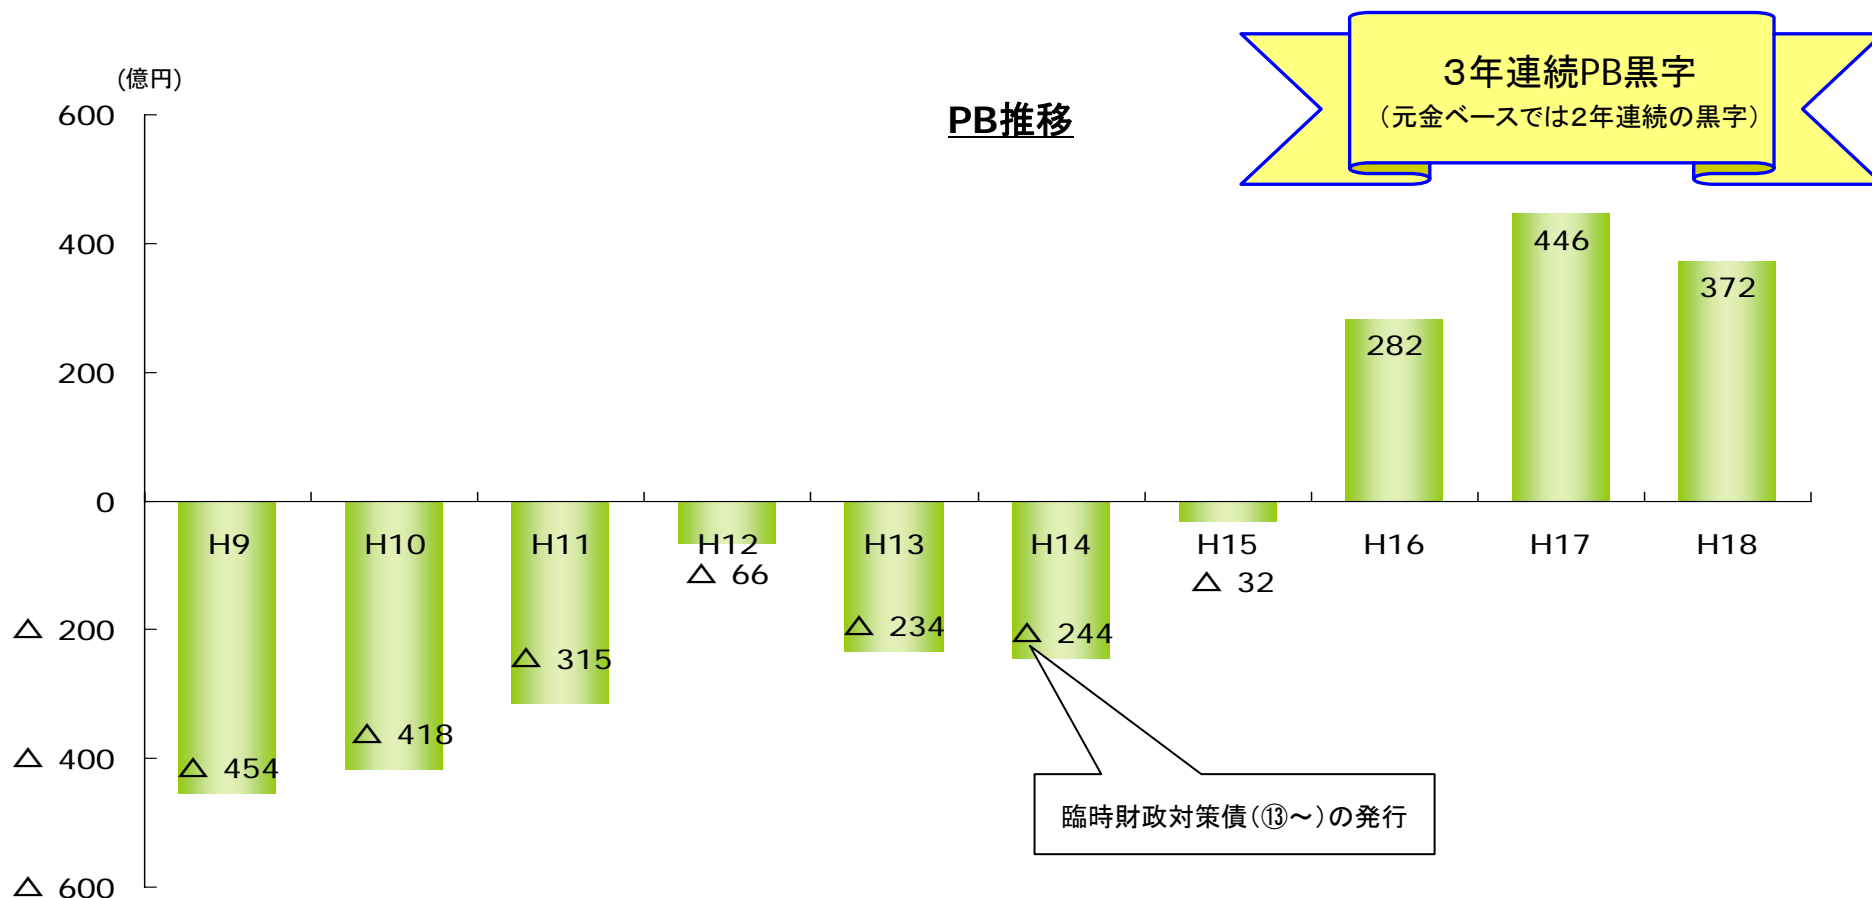 ３年連続PB黒字
（元金ベースでは２年連続の黒字）
(億円)
PB推移
600
400
200
0
△ 200
△ 400
△ 600
446
372
282
H9
H10
H11
H12
H13
H14
H15
H16
H17
H18
△ 66
△ 32
△ 234
△ 244
△ 315
△ 418
△ 454
臨時財政対策債（⑬～）の発行